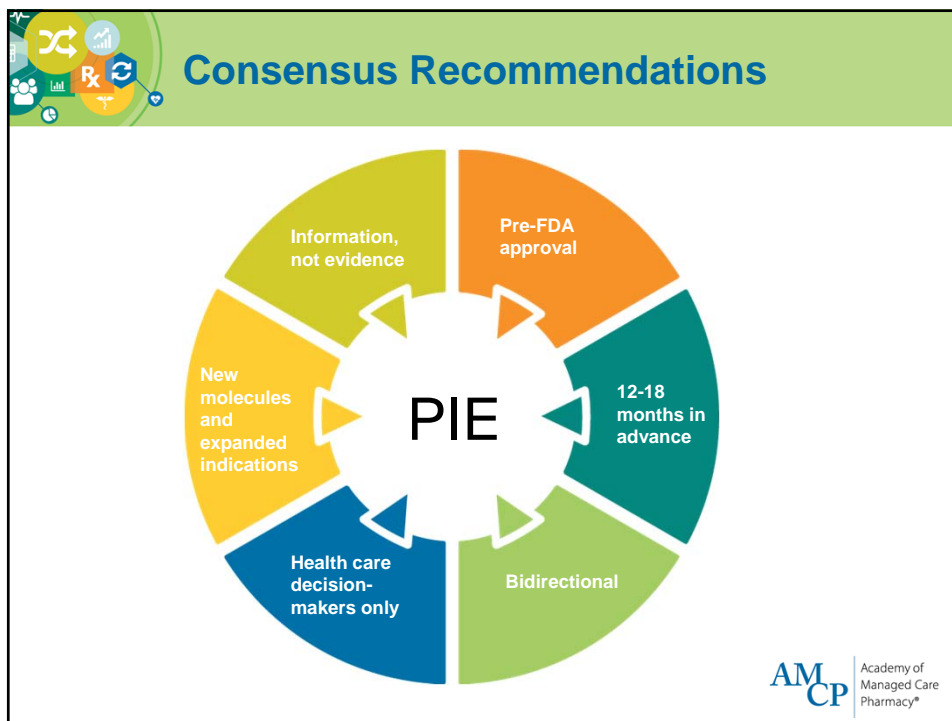 Rx
Consensus Recommendations
Information,
not evidence
Pre-FDA
approval
New
molecules
and
expanded
indications
PIE
12-18
months in
advance
Health care
decision-
makers only
Bidirectional
AMCP
Academy of
Managed Care
Pharmacy®